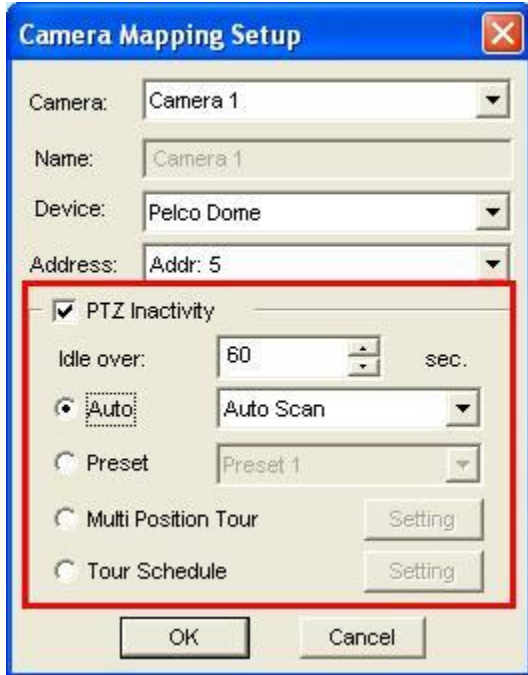 Camera Mapping Setup
Camera: Camera 1
Name: Camera 1
Device: Pelco Dome
Address: Addr: 5
PTZ Inactivity
Idle over: 60 sec.
Auto Auto Scan
Preset Preset 1
Multi Position Tour Setting
Tour Schedule Setting
OK Cancel